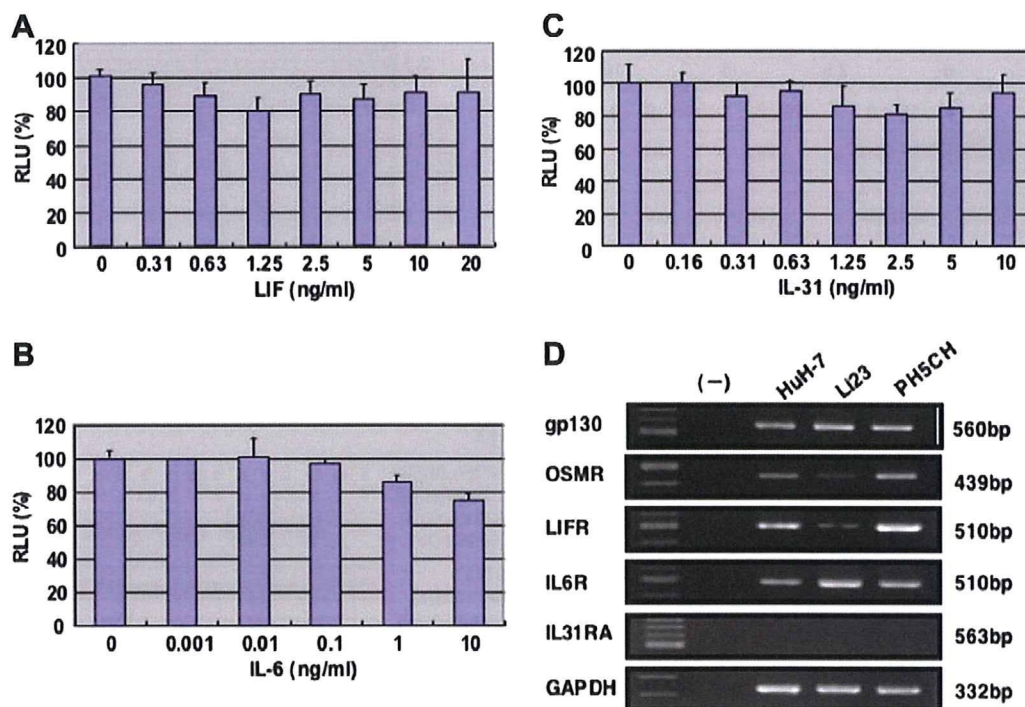 A
120
100
80
60
40
20
0
RLU (%)
0 0.31 0.63 1.25 2.5 5 10 20
LIF (ng/ml)
C
120
100
80
60
40
20
0
RLU (%)
0 0.16 0.31 0.63 1.25 2.5 5 10
IL-31 (ng/ml)
B
120
100
80
60
40
20
0
RLU (%)
0 0.001 0.01 0.1 1 10
IL-6 (ng/ml)
D
(−) HuH-7 Li23 PH5CH
gp130 560bp
OSMR 439bp
LIFR 510bp
IL6R 510bp
IL31RA 563bp
GAPDH 332bp